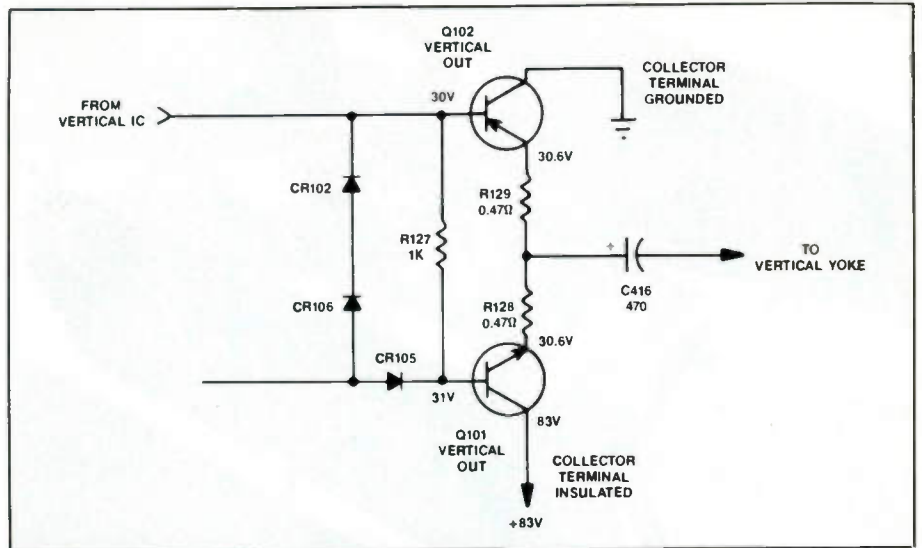 Q102
VERTICAL
OUT
COLLECTOR
TERMINAL
GROUNDED
FROM
VERTICAL IC
30V
30.6V
CR102
R129
0.47Ω
R127
1K
+
TO
VERTICAL YOKE
C416
470
CR106
R128
0.47Ω
CR105
30.6V
31V
83V
Q101
VERTICAL
OUT
COLLECTOR
TERMINAL
INSULATED
+83V